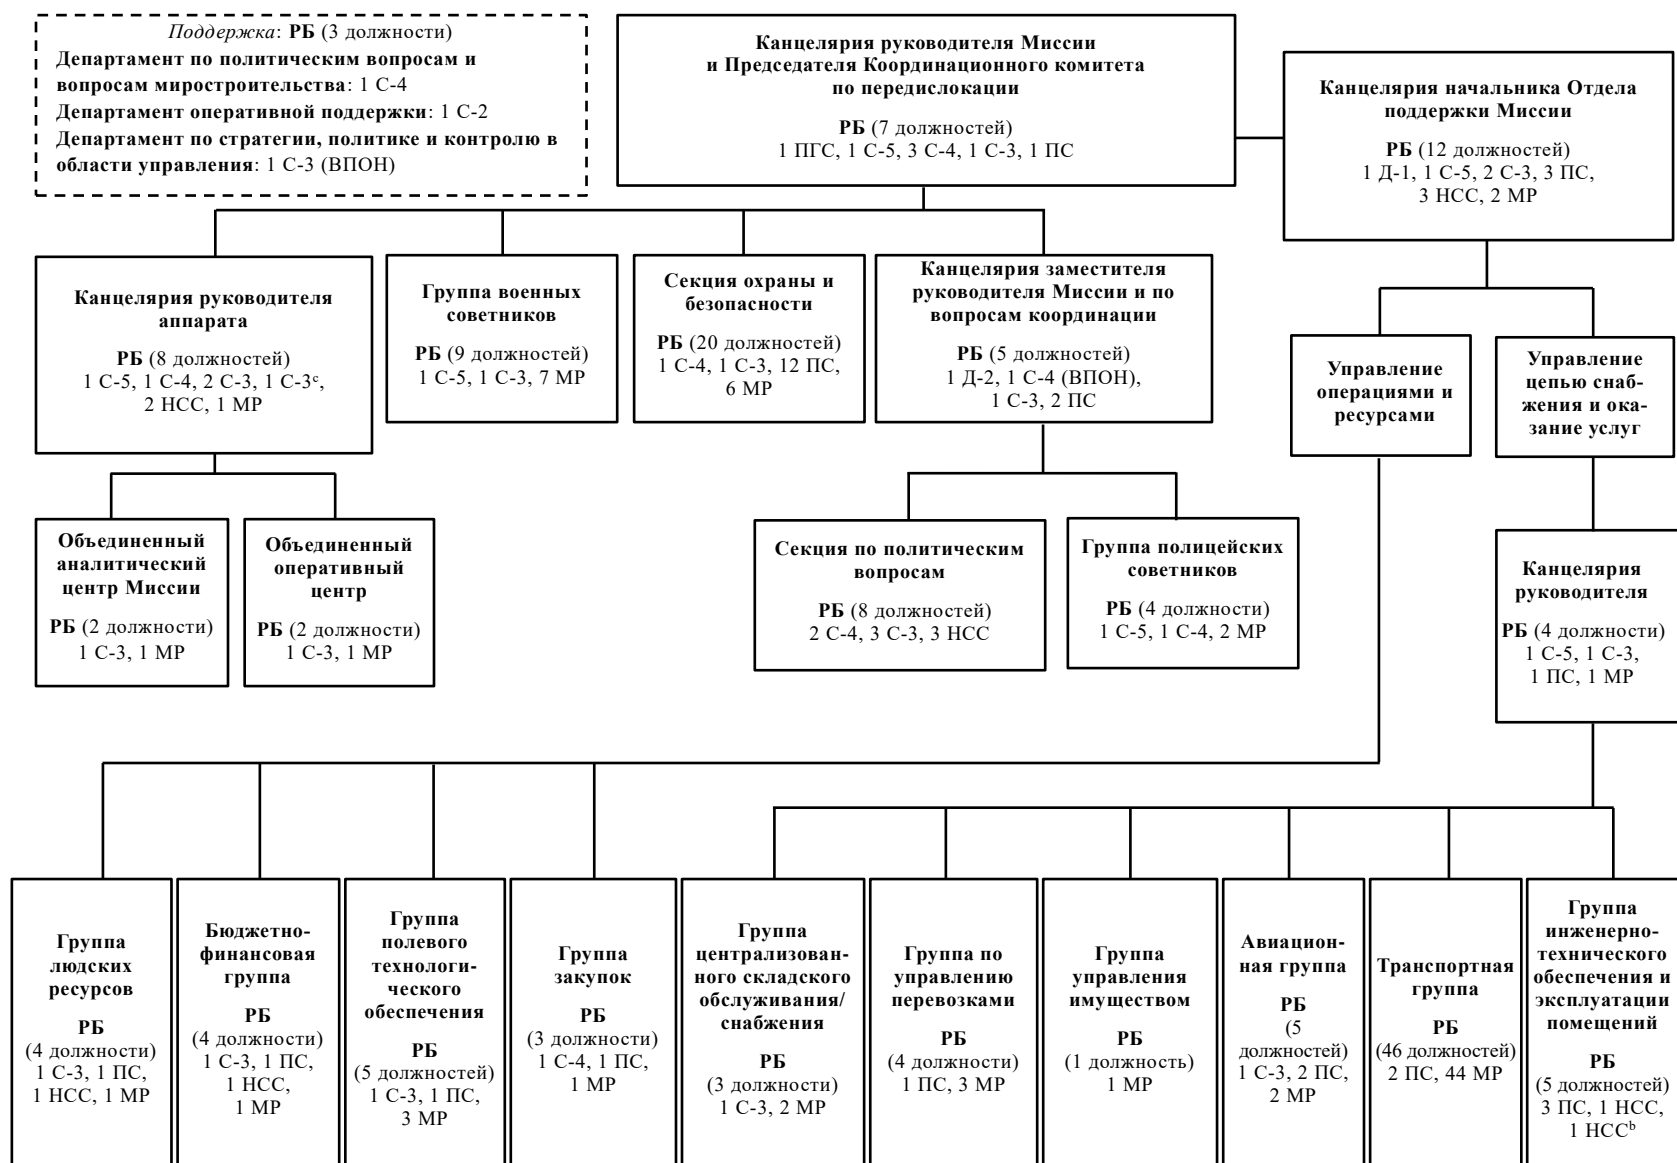 Поддержка: РБ (3 должности)
Департамент по политическим вопросам и
вопросам миростроительства: 1 С-4
Департамент оперативной поддержки: 1 С-2
Департамент по стратегии, политике и контролю в
области управления: 1 С-3 (ВПОН)
Канцелярия руководителя Миссии
и Председателя Координационного комитета
по передислокации
РБ (7 должностей)
1 ПГС, 1 С-5, 3 С-4, 1 С-3, 1 ПС
Канцелярия начальника Отдела
поддержки Миссии
РБ (12 должностей)
1 Д-1, 1 С-5, 2 С-3, 3 ПС,
3 НСС, 2 МР
Канцелярия руководителя
аппарата
РБ (8 должностей)
1 С-5, 1 С-4, 2 С-3, 1 С-3ᶜ,
2 НСС, 1 МР
Группа военных
советников
РБ (9 должностей)
1 С-5, 1 С-3, 7 МР
Секция охраны и
безопасности
РБ (20 должностей)
1 С-4, 1 С-3, 12 ПС,
6 МР
Канцелярия заместителя
руководителя Миссии и по
вопросам координации
РБ (5 должностей)
1 Д-2, 1 С-4 (ВПОН),
1 С-3, 2 ПС
Управление
операциями и
ресурсами
Управление
цепью снаб-
жения и ока-
зание услуг
Объединенный
аналитический
центр Миссии
РБ (2 должности)
1 С-3, 1 МР
Объединенный
оперативный
центр
РБ (2 должности)
1 С-3, 1 МР
Секция по политическим
вопросам
РБ (8 должностей)
2 С-4, 3 С-3, 3 НСС
Группа полицейских
советников
РБ (4 должности)
1 С-5, 1 С-4, 2 МР
Канцелярия
руководителя
РБ (4 должности)
1 С-5, 1 С-3,
1 ПС, 1 МР
Группа
людских
ресурсов
РБ
(4 должности)
1 С-3, 1 ПС,
1 НСС, 1 МР
Бюджетно-
финансовая
группа
РБ
(4 должности)
1 С-3, 1 ПС,
1 НСС,
1 МР
Группа
полевого
технологи-
ческого
обеспечения
РБ
(5 должностей)
1 С-3, 1 ПС,
3 МР
Группа
закупок
РБ
(3 должности)
1 С-4, 1 ПС,
1 МР
Группа
централизован-
ного складского
обслуживания/
снабжения
РБ
(3 должности)
1 С-3, 2 МР
Группа по
управлению
перевозками
РБ
(4 должности)
1 ПС, 3 МР
Группа
управления
имуществом
РБ
(1 должность)
1 МР
Авиацион-
ная группа
РБ
(5
должностей)
1 С-3, 2 ПС,
2 МР
Транспортная
группа
РБ
(46 должностей)
2 ПС, 44 МР
Группа
инженерно-
технического
обеспечения и
эксплуатации
помещений
РБ
(5 должностей)
3 ПС, 1 НСС,
1 НССᵇ